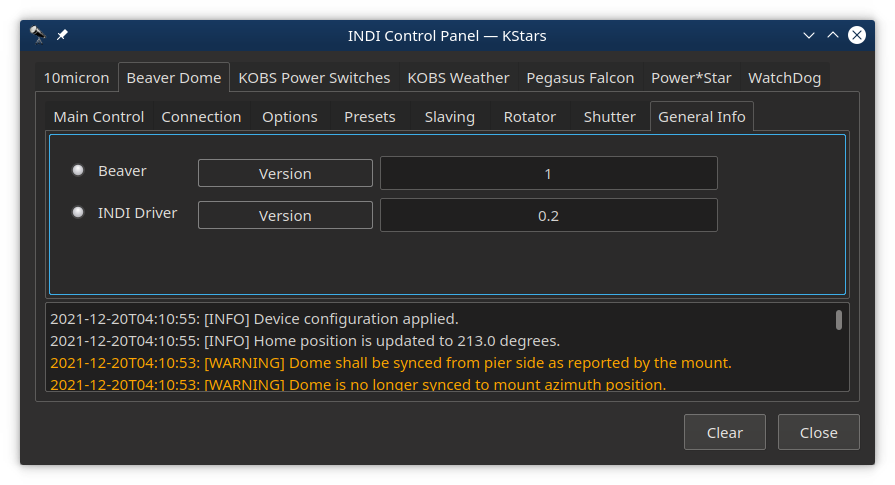 INDI Control Panel — KStars
10micron Beaver Dome KOBS Power Switches KOBS Weather Pegasus Falcon Power*Star WatchDog
Main Control Connection Options Presets Slaving Rotator Shutter General Info
Beaver Version 1
INDI Driver Version 0.2
2021-12-20T04:10:55: [INFO] Device configuration applied.
2021-12-20T04:10:55: [INFO] Home position is updated to 213.0 degrees.
2021-12-20T04:10:53: [WARNING] Dome shall be synced from pier side as reported by the mount.
2021-12-20T04:10:53: [WARNING] Dome is no longer synced to mount azimuth position.
Clear Close